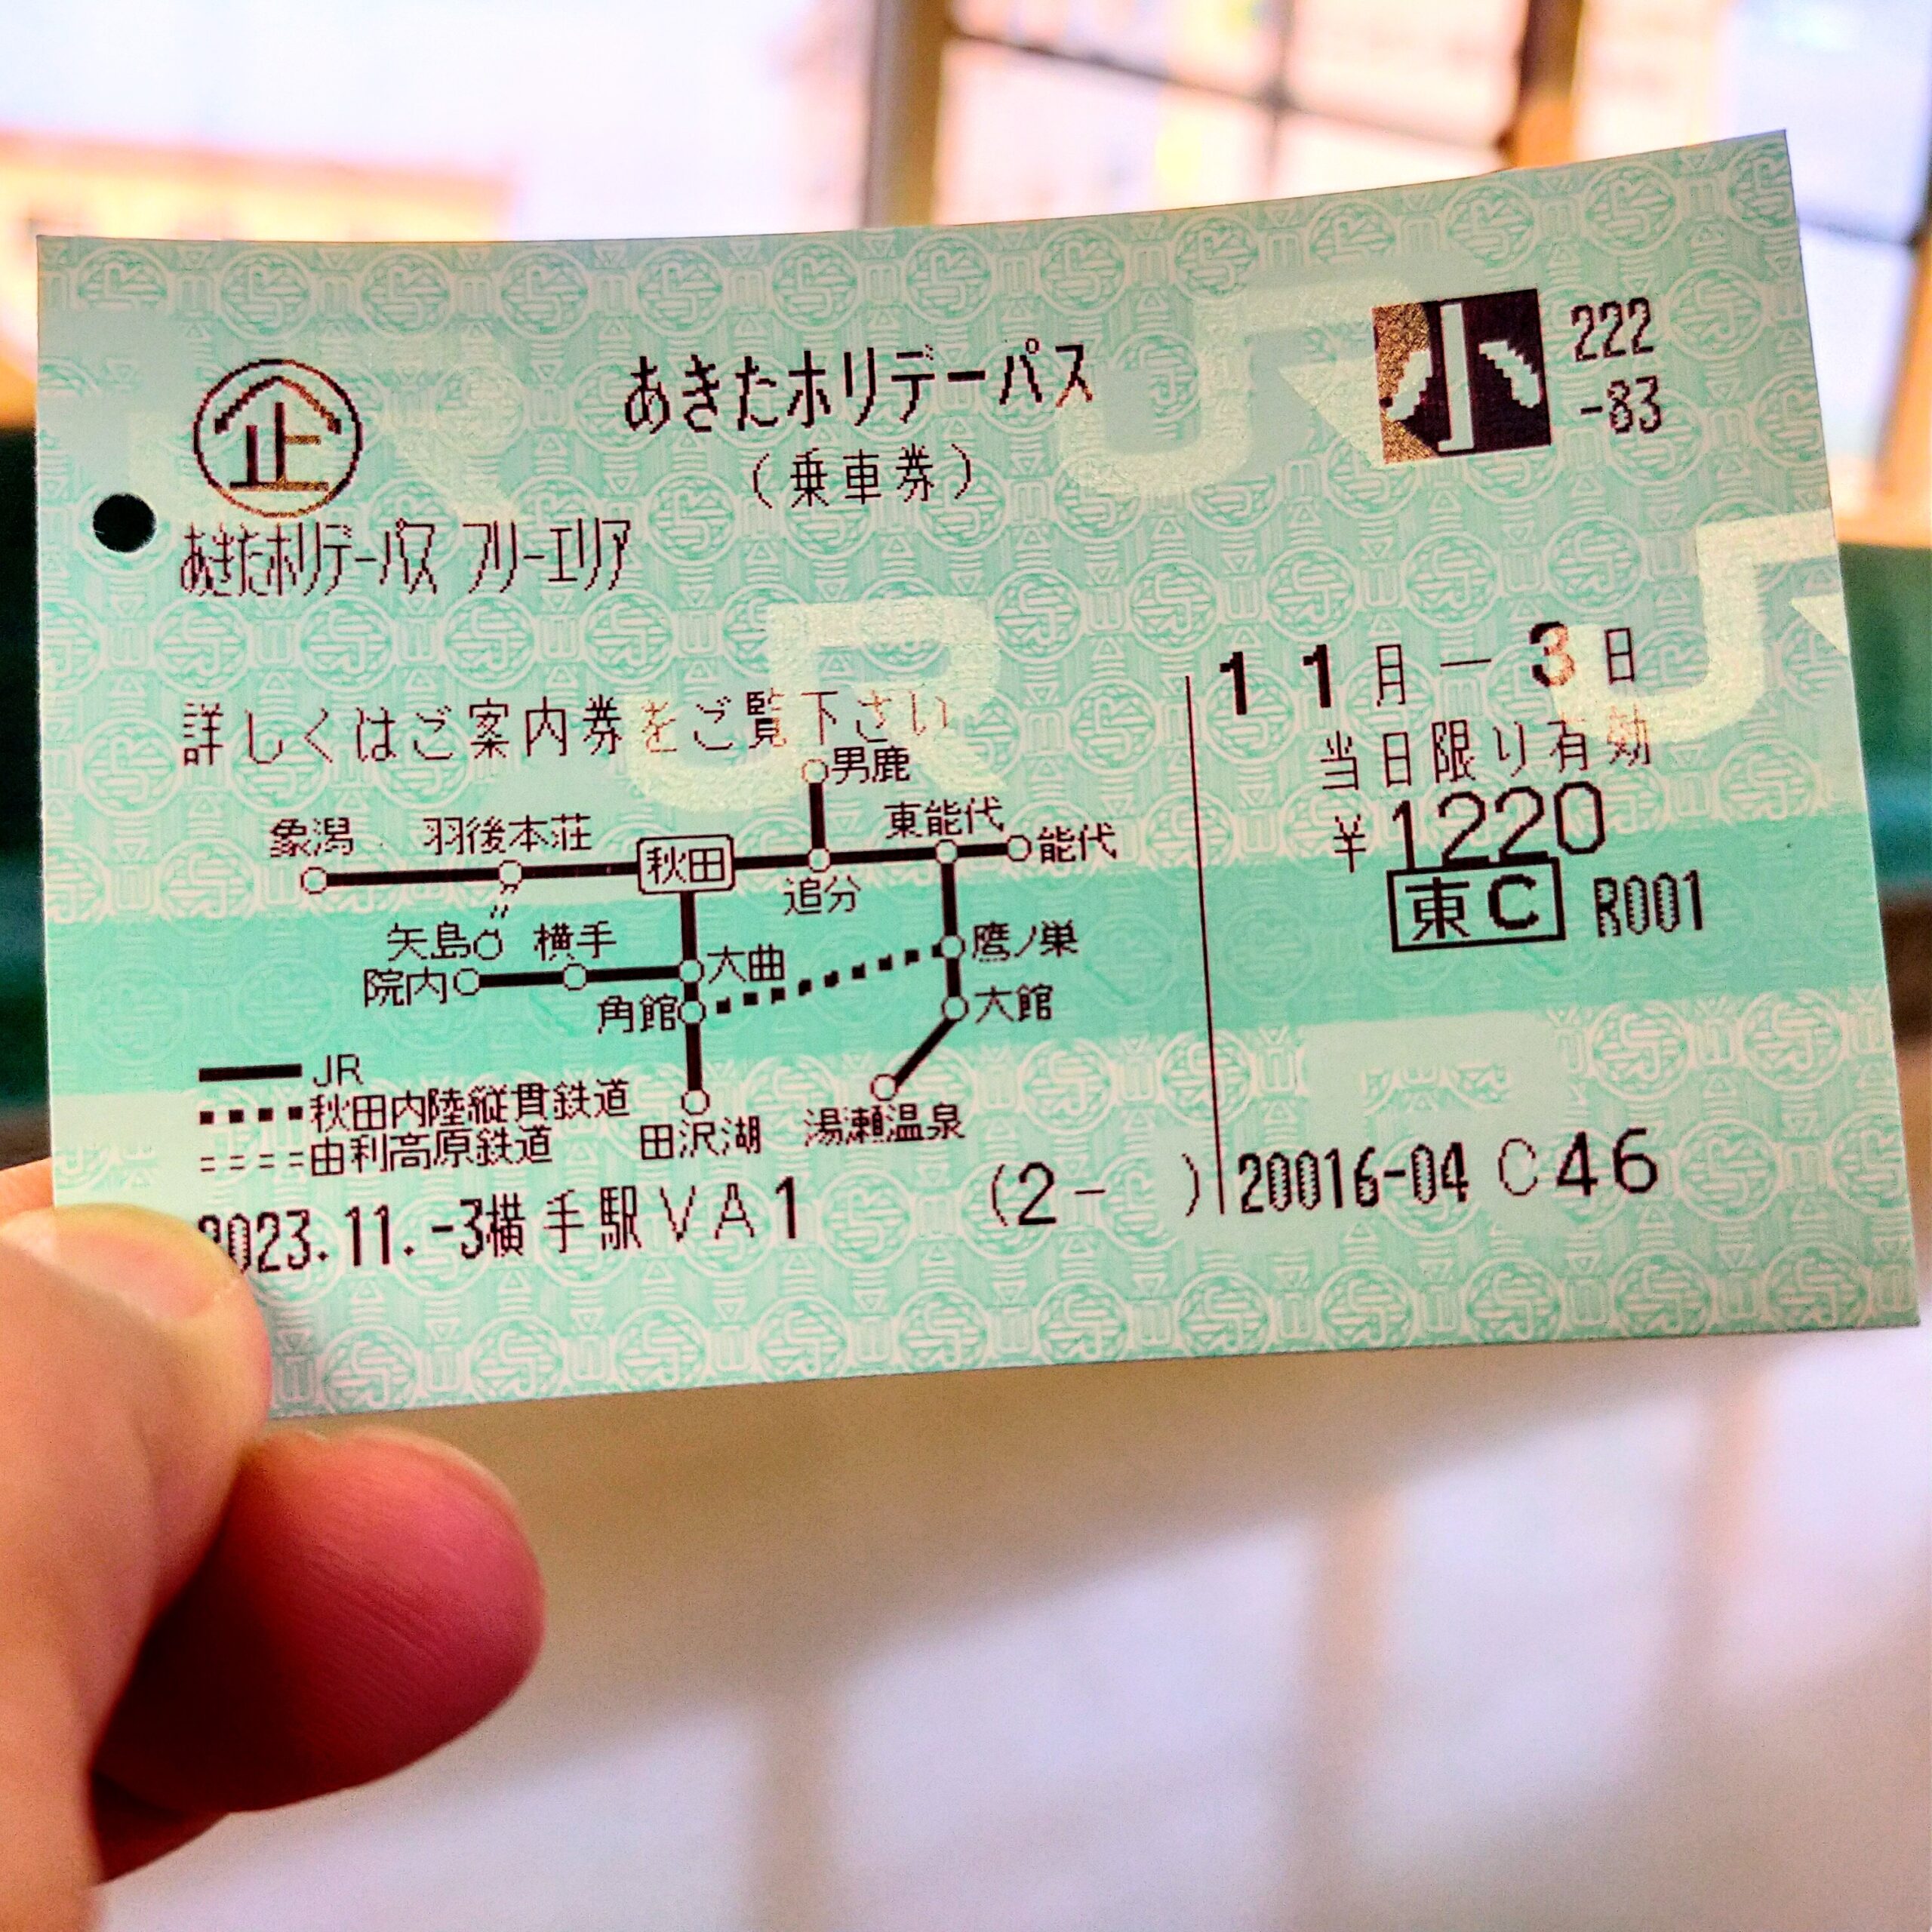 企
あきたホリデーパス
(乗車券)
小
222
-83
あきたホリデーパス フリーエリア
詳しくはご案内券をご覧下さい
11月-3日
当日限り有効
¥1220
東C R001
男鹿
象潟 羽後本荘 秋田 追分 東能代 能代
矢島 横手
院内 大曲 鷹ノ巣
角館 大館
田沢湖 湯瀬温泉
JR
秋田内陸縦貫鉄道
由利高原鉄道
2023.11.-3横手駅VA1 (2- ) 20016-04 C46